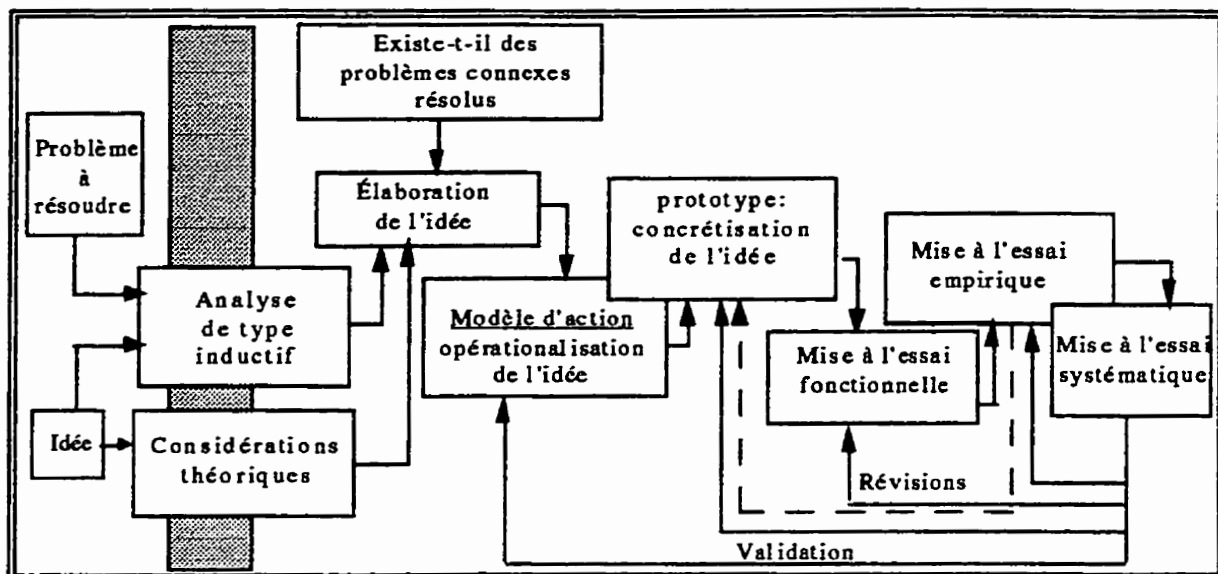 Existe-t-il des
problèmes connexes
résolus
Problème
à
résoudre
Élaboration
de l'idée
prototype:
concrétisation
de l'idée
Mise à l'essai
empirique
Analyse
de type
inductif
Modèle d'action
opérationalisation
de l'idée
Mise à l'essai
fonctionnelle
Mise à l'essai
systématique
Idée
Considérations
théoriques
Révisions
Validation